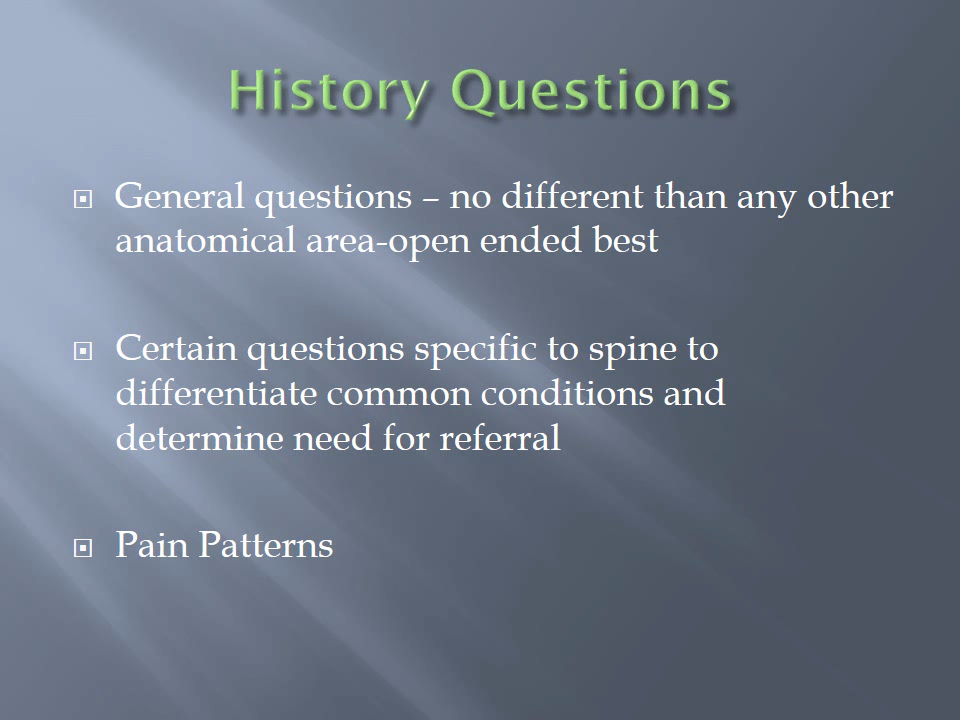 History Questions
General questions – no different than any other
anatomical area-open ended best
Certain questions specific to spine to
differentiate common conditions and
determine need for referral
Pain Patterns